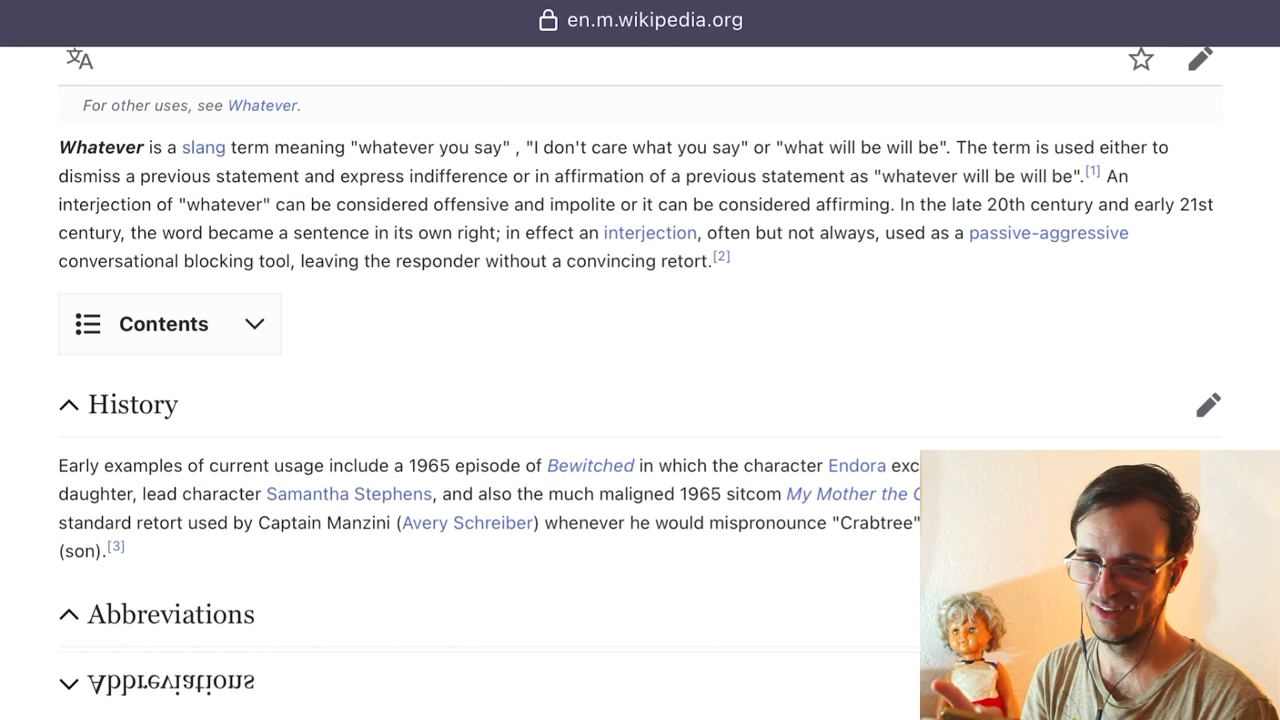 en.m.wikipedia.org
For other uses, see Whatever.
Whatever is a slang term meaning "whatever you say" , "I don't care what you say" or "what will be will be". The term is used either to
dismiss a previous statement and express indifference or in affirmation of a previous statement as "whatever will be will be".[1] An
interjection of "whatever" can be considered offensive and impolite or it can be considered affirming. In the late 20th century and early 21st
century, the word became a sentence in its own right; in effect an interjection, often but not always, used as a passive-aggressive
conversational blocking tool, leaving the responder without a convincing retort.[2]
Contents
History
Early examples of current usage include a 1965 episode of Bewitched in which the character Endora exc
daughter, lead character Samantha Stephens, and also the much maligned 1965 sitcom My Mother the
standard retort used by Captain Manzini (Avery Schreiber) whenever he would mispronounce "Crabtree"
(son).[3]
Abbreviations
Abbreviations